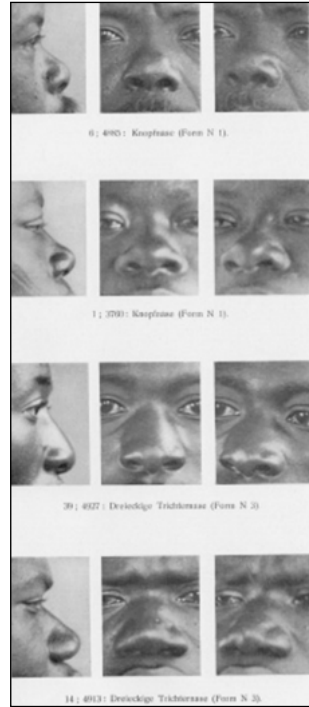 6 ; 4985 : Knopfnase (Form N 1).
1 ; 3760 : Knopfnase (Form N 1).
39 ; 4927 : Dreieckige Trichternase (Form N 3)
14 ; 4913 : Dreieckige Trichternase (Form N 3).